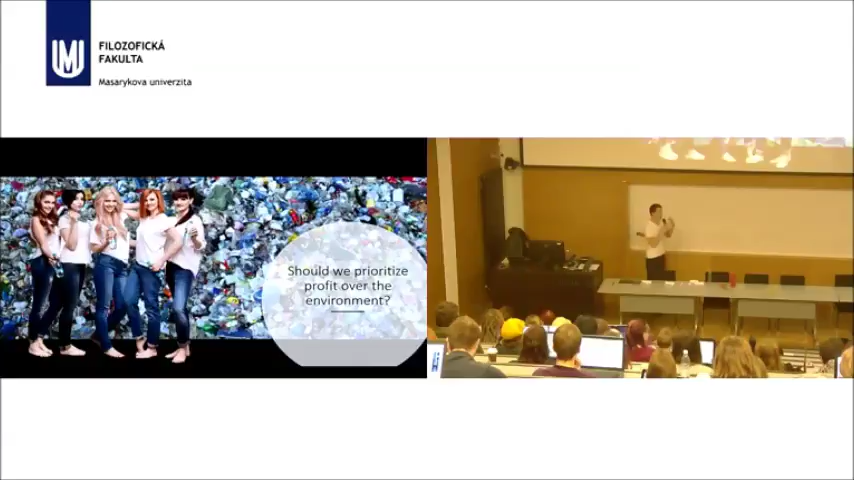 FILOZOFICKÁ
FAKULTA
Masarykova univerzita
Should we prioritize
profit over the
environment?